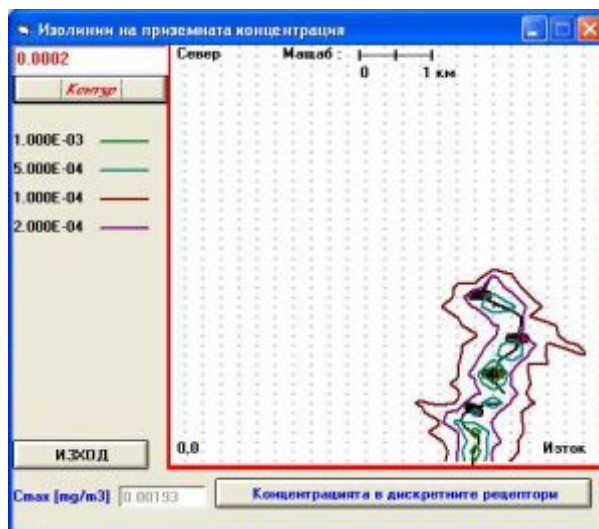 Изолинии на приземната концентрация
0.0002
Контур
1.000E-03
5.000E-04
1.000E-04
2.000E-04
Север Мащаб :
0 1 км
0,0 Изток
ИЗХОД
Cmax [mg/m3] 0.00193
Концентрацията в дискретните рецептори